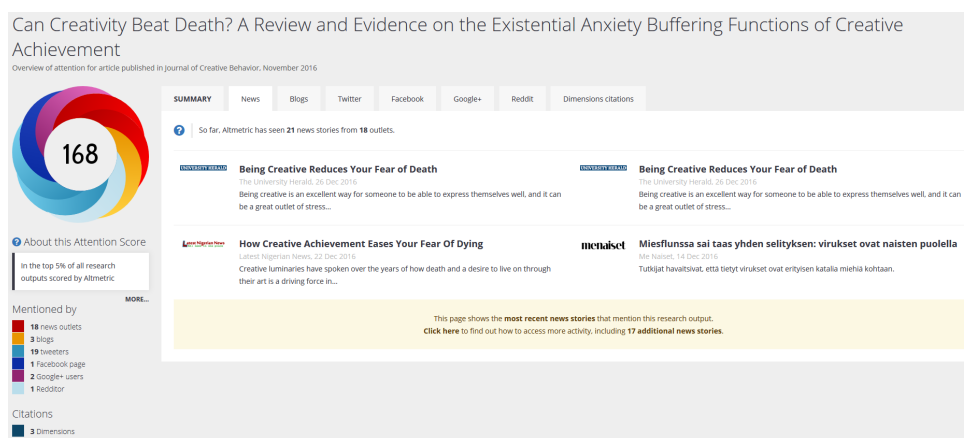 Can Creativity Beat Death? A Review and Evidence on the Existential Anxiety Buffering Functions of Creative
Achievement
Overview of attention for article published in Journal of Creative Behavior, November 2016
SUMMARY News Blogs Twitter Facebook Google+ Reddit Dimensions citations
? So far, Altmetric has seen 21 news stories from 18 outlets.
168
UNIVERSITY HERALD
Being Creative Reduces Your Fear of Death
The University Herald, 26 Dec 2016
Being creative is an excellent way for someone to be able to express themselves well, and it can
be a great outlet of stress...
UNIVERSITY HERALD
Being Creative Reduces Your Fear of Death
The University Herald, 26 Dec 2016
Being creative is an excellent way for someone to be able to express themselves well, and it can
be a great outlet of stress...
Latest Nigerian News
How Creative Achievement Eases Your Fear Of Dying
Latest Nigerian News, 22 Dec 2016
Creative luminaries have spoken over the years of how death and a desire to live on through
their art is a driving force in...
menaiset
Miesflunssa sai taas yhden selityksen: virukset ovat naisten puolella
Me Naiset, 14 Dec 2016
Tutkijat havaitsivat, että tietyt virukset ovat erityisen katalia miehiä kohtaan.
This page shows the most recent news stories that mention this research output.
Click here to find out how to access more activity, including 17 additional news stories.
? About this Attention Score
In the top 5% of all research
outputs scored by Altmetric
MORE...
Mentioned by
18 news outlets
3 blogs
19 tweeters
1 Facebook page
2 Google+ users
1 Redditor
Citations
3 Dimensions